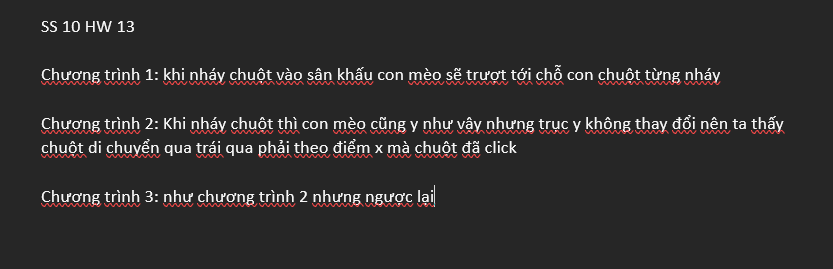 SS 10 HW 13
Chương trình 1: khi nháy chuột vào sân khấu con mèo sẽ trượt tới chỗ con chuột từng nháy
Chương trình 2: Khi nháy chuột thì con mèo cũng y như vậy nhưng trục y không thay đổi nên ta thấy
chuột di chuyển qua trái qua phải theo điểm x mà chuột đã click
Chương trình 3: như chương trình 2 nhưng ngược lại